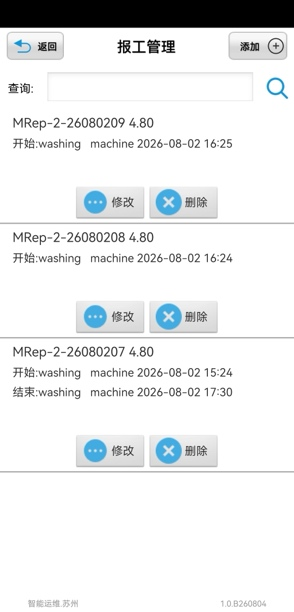 返回
报工管理
添加
查询:
MRep-2-26080209 4.80
开始:washing machine 2026-08-02 16:25
修改
删除
MRep-2-26080208 4.80
开始:washing machine 2026-08-02 16:24
修改
删除
MRep-2-26080207 4.80
开始:washing machine 2026-08-02 15:24
结束:washing machine 2026-08-02 17:30
修改
删除
智能运维.苏州
1.0.B260804